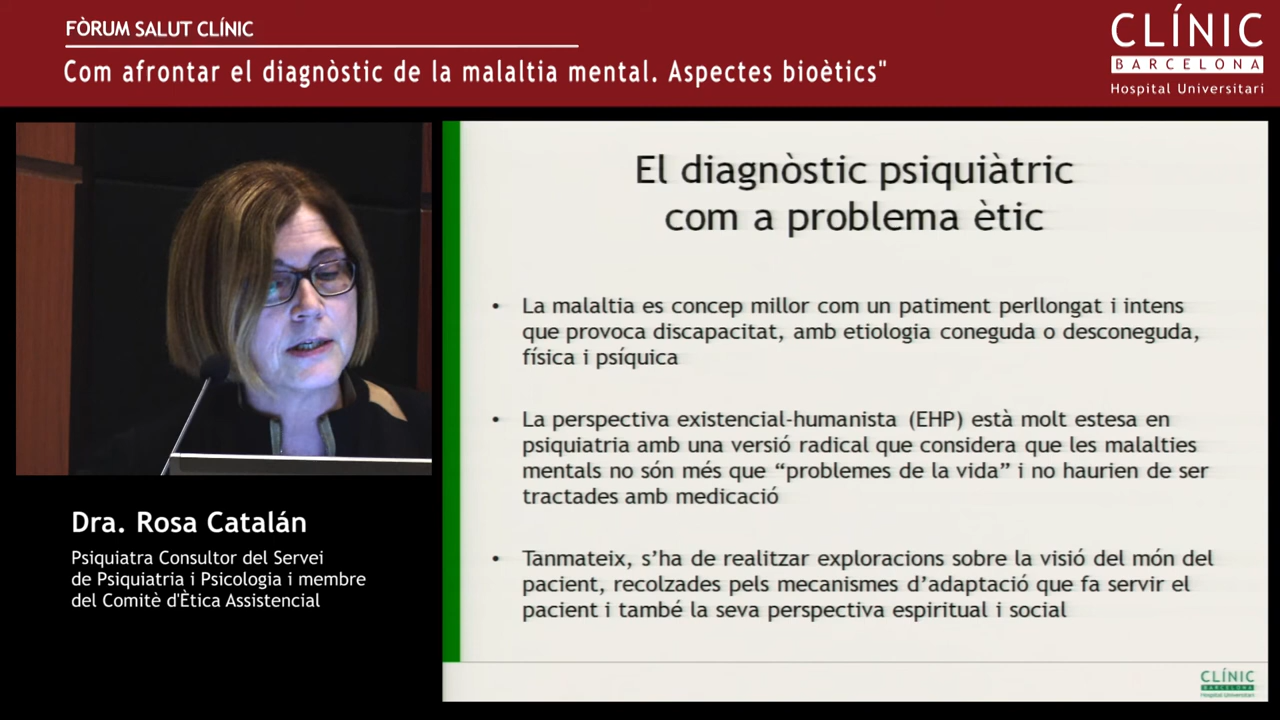 FÒRUM SALUT CLÍNIC
Com afrontar el diagnòstic de la malaltia mental. Aspectes bioètics"
CLÍNIC
BARCELONA
Hospital Universitari
El diagnòstic psiquiàtric
com a problema ètic
• La malaltia es concep millor com un patiment perllongat i intens
que provoca discapacitat, amb etiologia coneguda o desconeguda,
física i psíquica
• La perspectiva existencial-humanista (EHP) està molt estesa en
psiquiatria amb una versió radical que considera que les malalties
mentals no són més que “problemes de la vida” i no haurien de ser
tractades amb medicació
• Tanmateix, s’ha de realitzar exploracions sobre la visió del món del
pacient, recolzades pels mecanismes d’adaptació que fa servir el
pacient i també la seva perspectiva espiritual i social
Dra. Rosa Catalán
Psiquiatra Consultor del Servei
de Psiquiatria i Psicologia i membre
del Comitè d'Ètica Assistencial
CLÍNIC
BARCELONA
Hospital Universitari